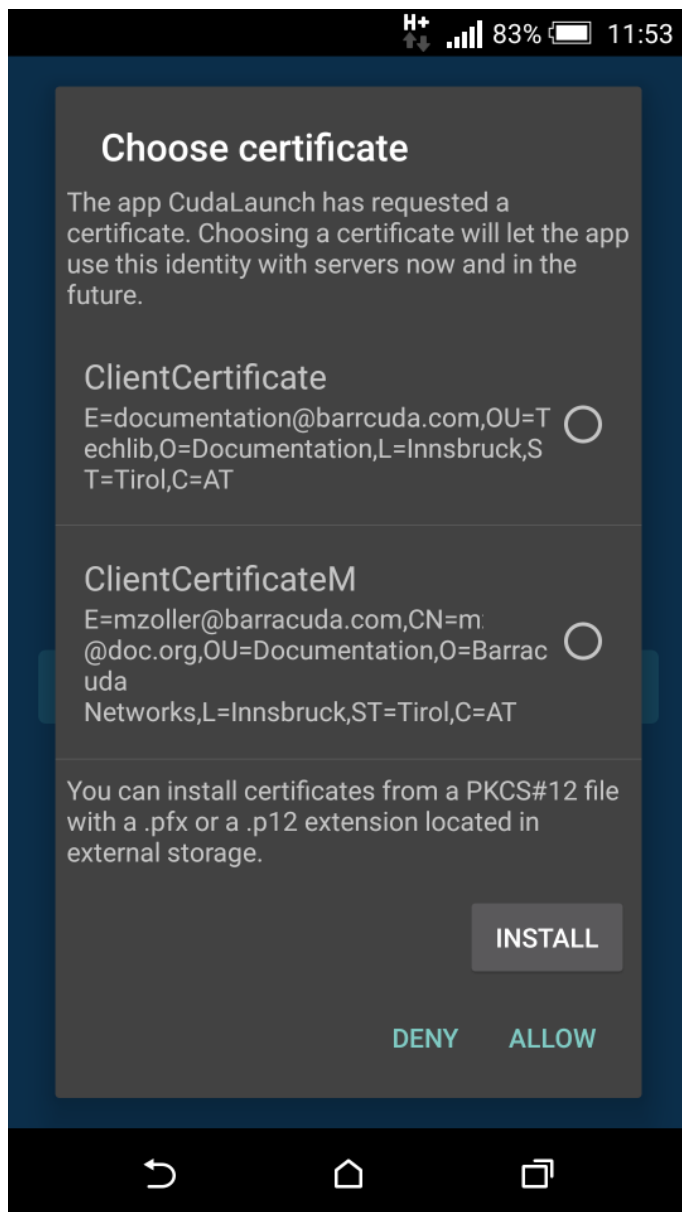 H+ 83% 11:53
Choose certificate
The app CudaLaunch has requested a
certificate. Choosing a certificate will let the app
use this identity with servers now and in the
future.
ClientCertificate
E=documentation@barrcuda.com,OU=T
echlib,O=Documentation,L=Innsbruck,S
T=Tirol,C=AT
ClientCertificateM
E=mzoller@barracuda.com,CN=m
@doc.org,OU=Documentation,O=Barrac
uda
Networks,L=Innsbruck,ST=Tirol,C=AT
You can install certificates from a PKCS#12 file
with a .pfx or a .p12 extension located in
external storage.
INSTALL
DENY ALLOW